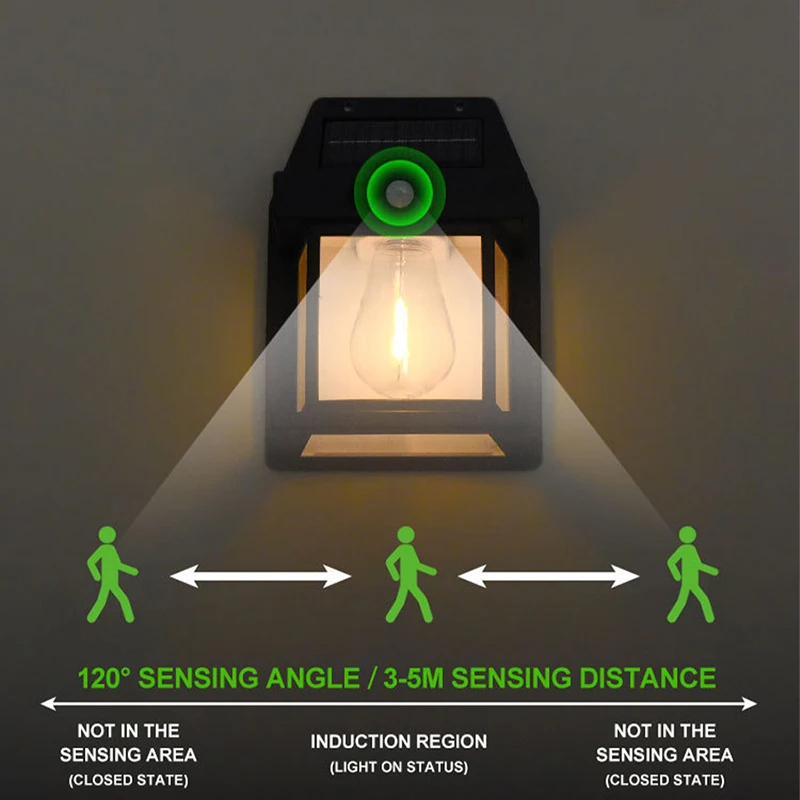 120° SENSING ANGLE / 3-5M SENSING DISTANCE
NOT IN THE
SENSING AREA
(CLOSED STATE)
INDUCTION REGION
(LIGHT ON STATUS)
NOT IN THE
SENSING AREA
(CLOSED STATE)